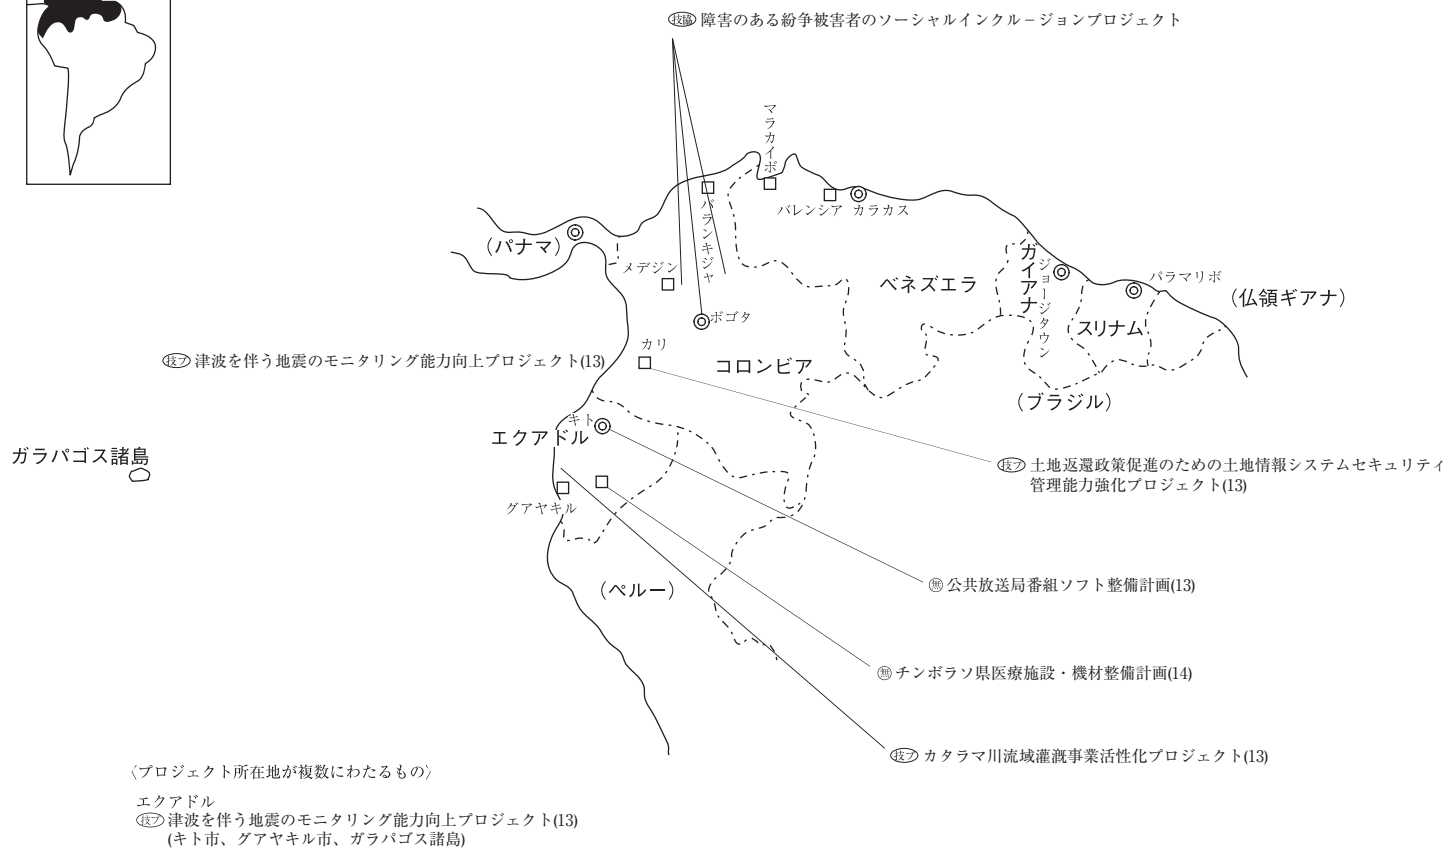 技協 障害のある紛争被害者のソーシャルインクル－ジョンプロジェクト
マラカイボ
バランキジャ
バレンシア カラカス
（パナマ）
メデジン
ボゴタ
ベネズエラ
ガイアナ
ジョージタウン
パラマリボ
（仏領ギアナ）
スリナム
カリ
技プ 津波を伴う地震のモニタリング能力向上プロジェクト(13)
コロンビア
（ブラジル）
キト
エクアドル
ガラパゴス諸島
技プ 土地返還政策促進のための土地情報システムセキュリティ
管理能力強化プロジェクト(13)
グアヤキル
無 公共放送局番組ソフト整備計画(13)
（ペルー）
無 チンボラソ県医療施設・機材整備計画(14)
技プ カタラマ川流域灌漑事業活性化プロジェクト(13)
〈プロジェクト所在地が複数にわたるもの〉
エクアドル
技プ 津波を伴う地震のモニタリング能力向上プロジェクト(13)
(キト市、グアヤキル市、ガラパゴス諸島)